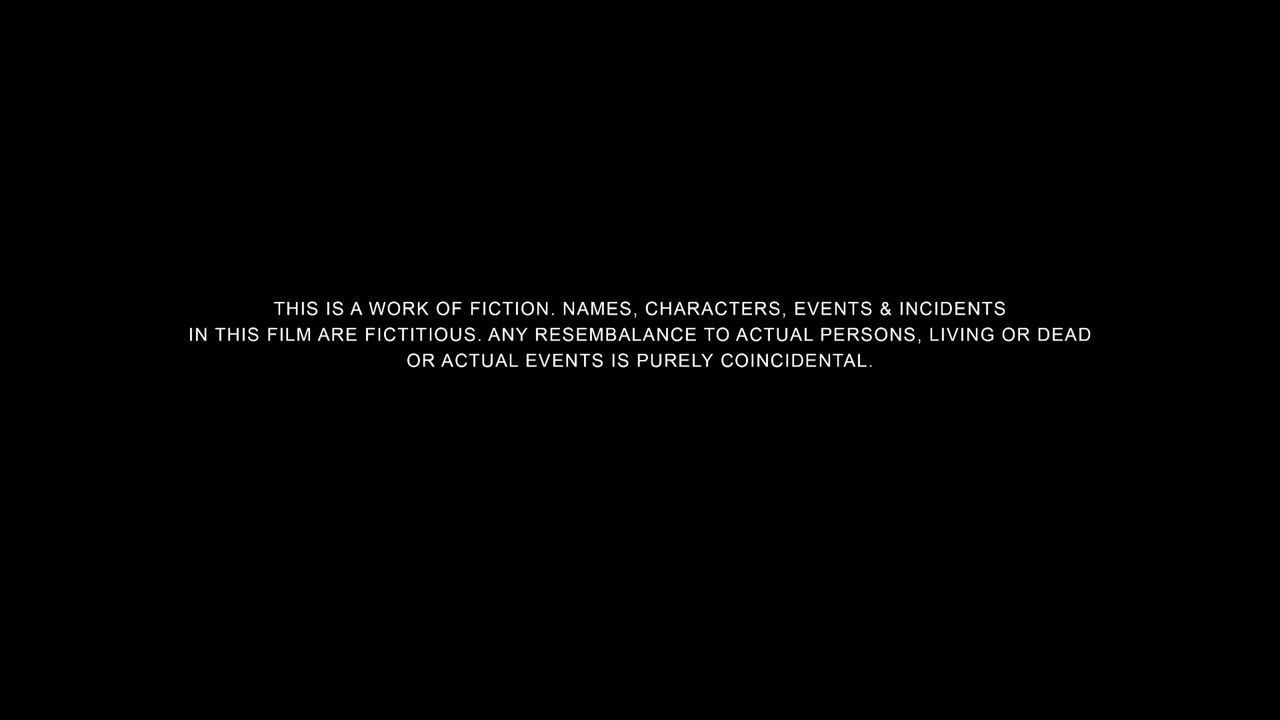 THIS IS A WORK OF FICTION. NAMES, CHARACTERS, EVENTS & INCIDENTS
IN THIS FILM ARE FICTITIOUS. ANY RESEMBALANCE TO ACTUAL PERSONS, LIVING OR DEAD
OR ACTUAL EVENTS IS PURELY COINCIDENTAL.